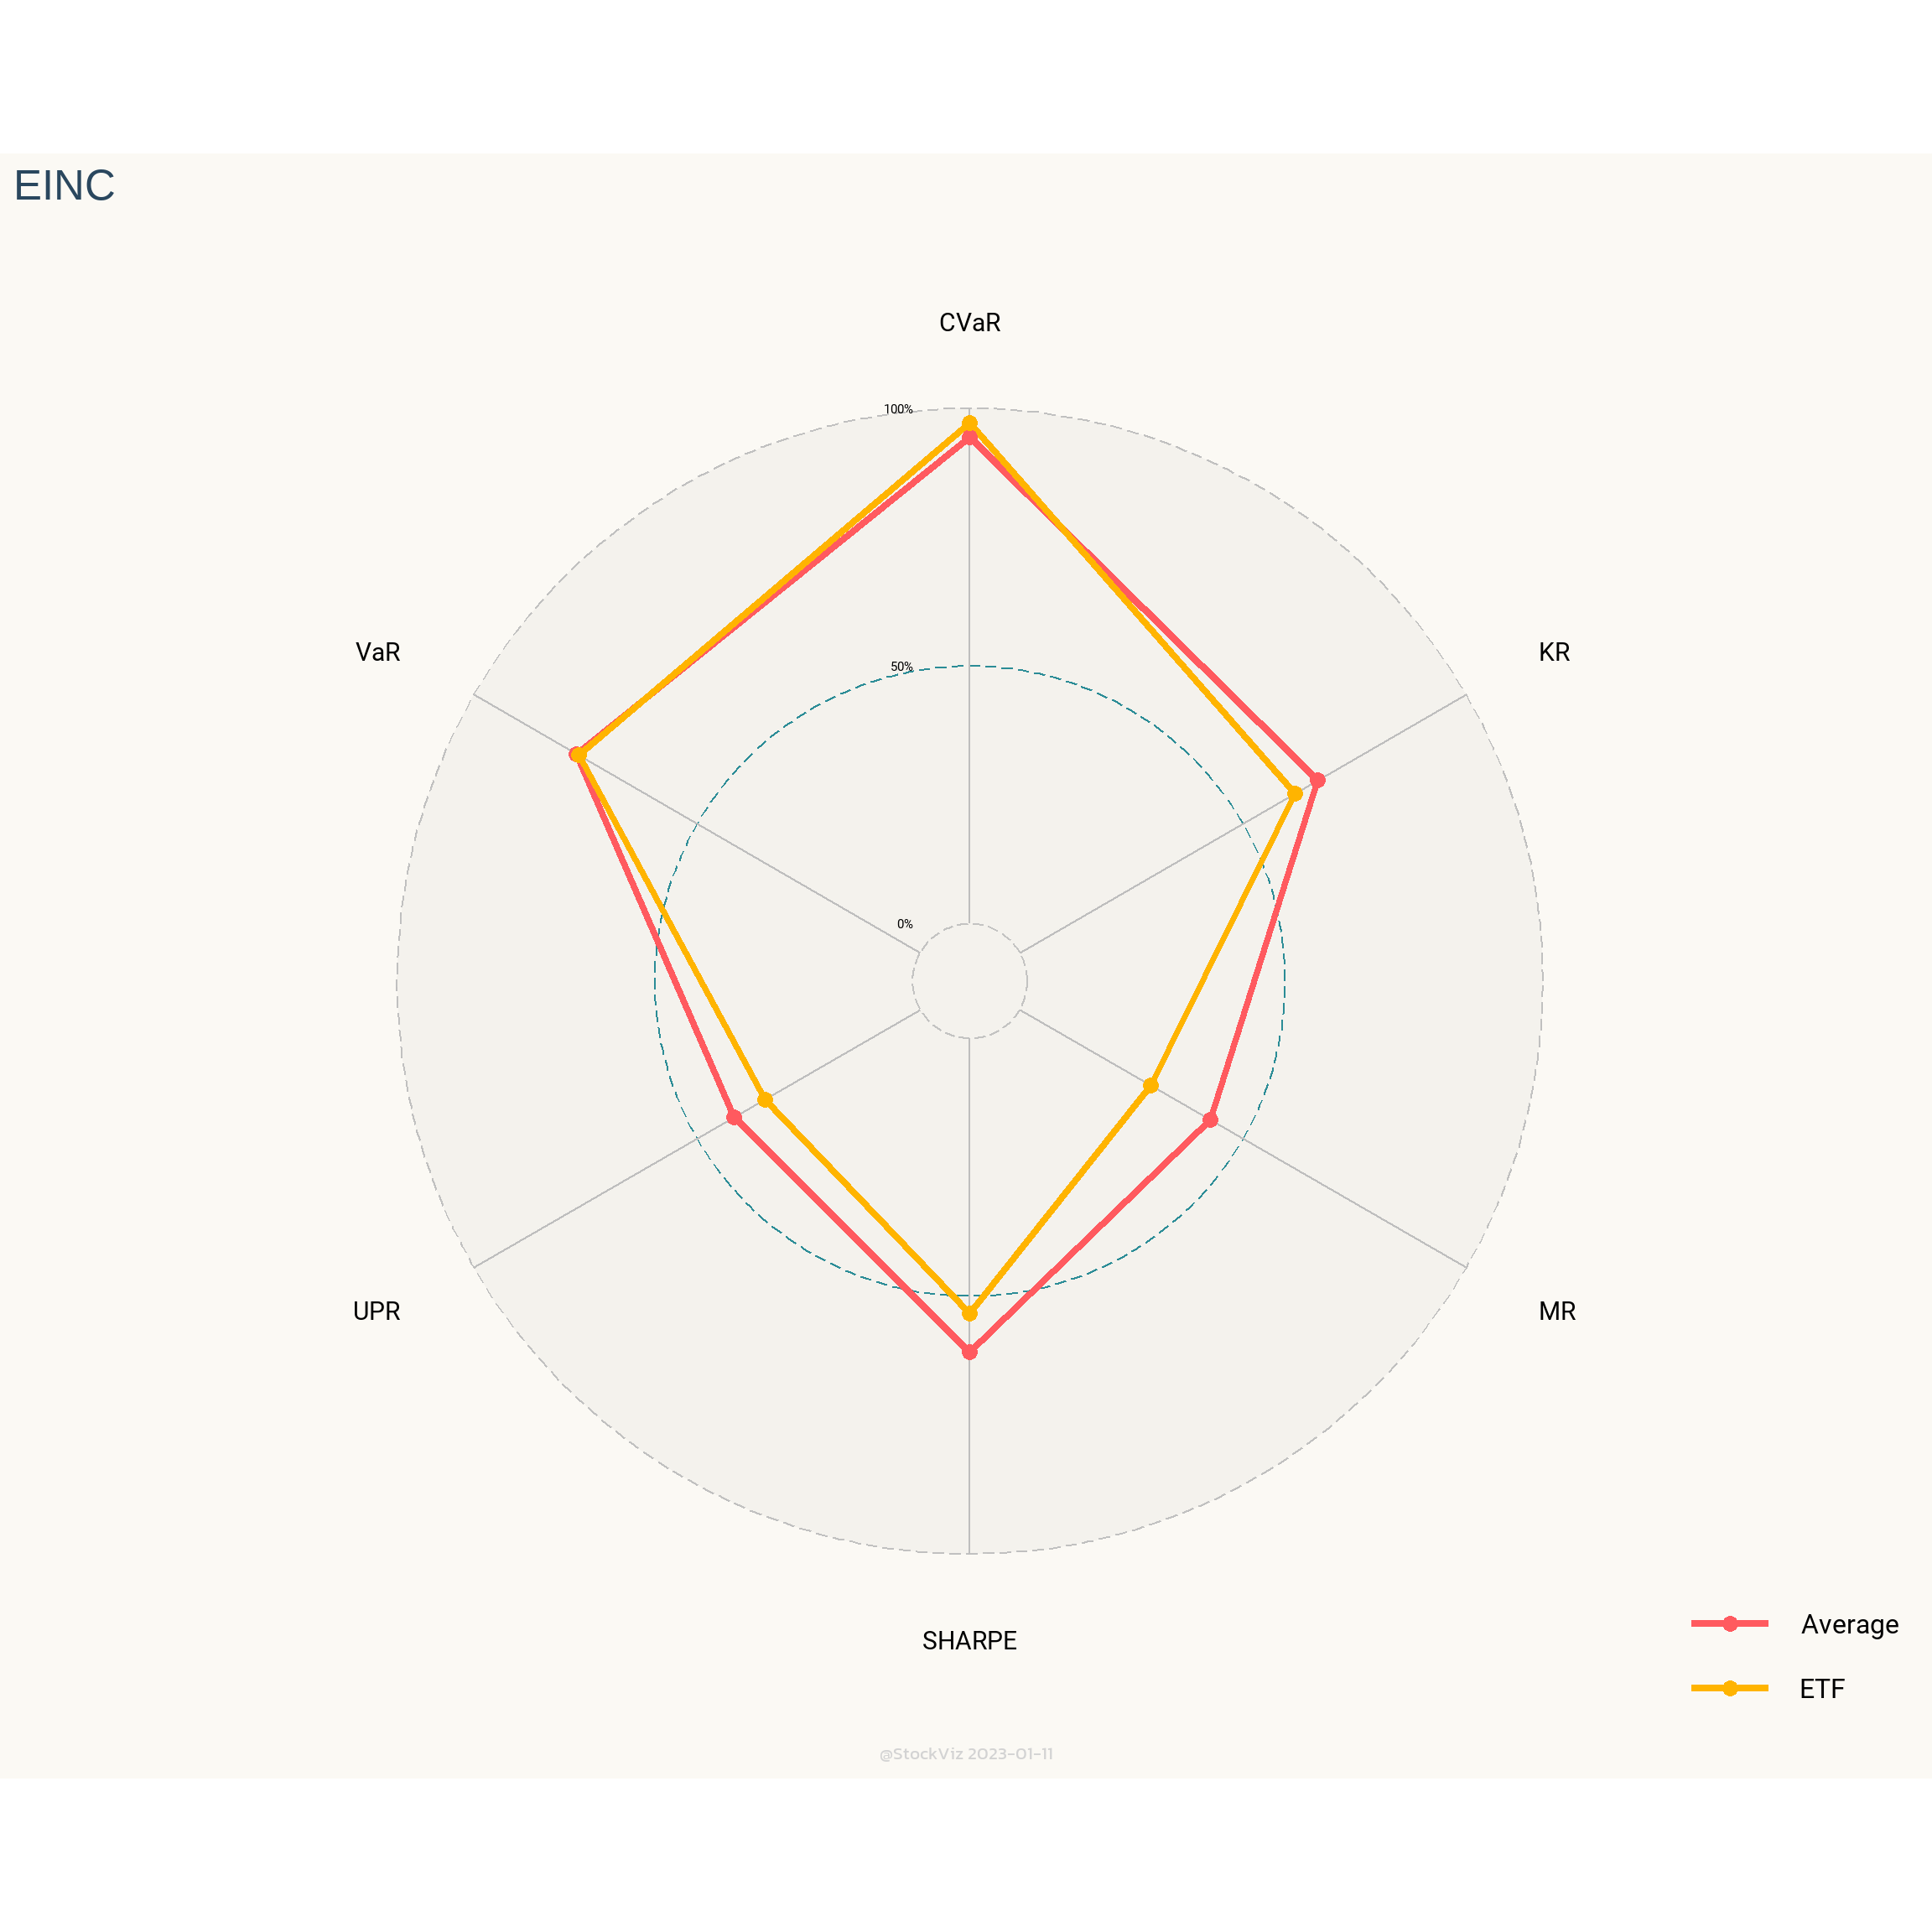 EINC
CVaR
100%
VaR
KR
50%
0%
UPR
MR
SHARPE
Average
ETF
@StockViz 2023-01-11